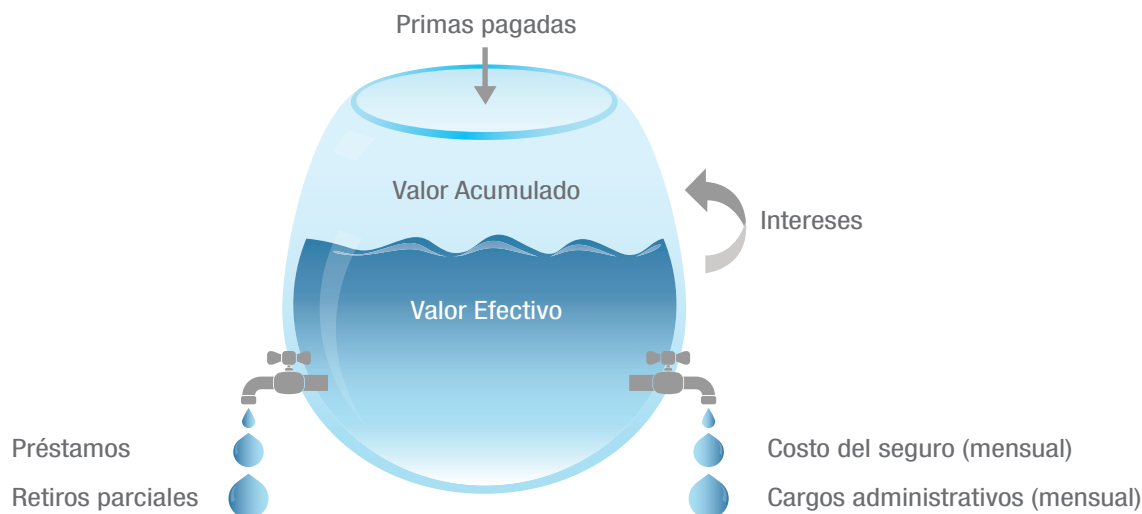 Primas pagadas
Valor Acumulado
Intereses
Valor Efectivo
Préstamos
Retiros parciales
Costo del seguro (mensual)
Cargos administrativos (mensual)